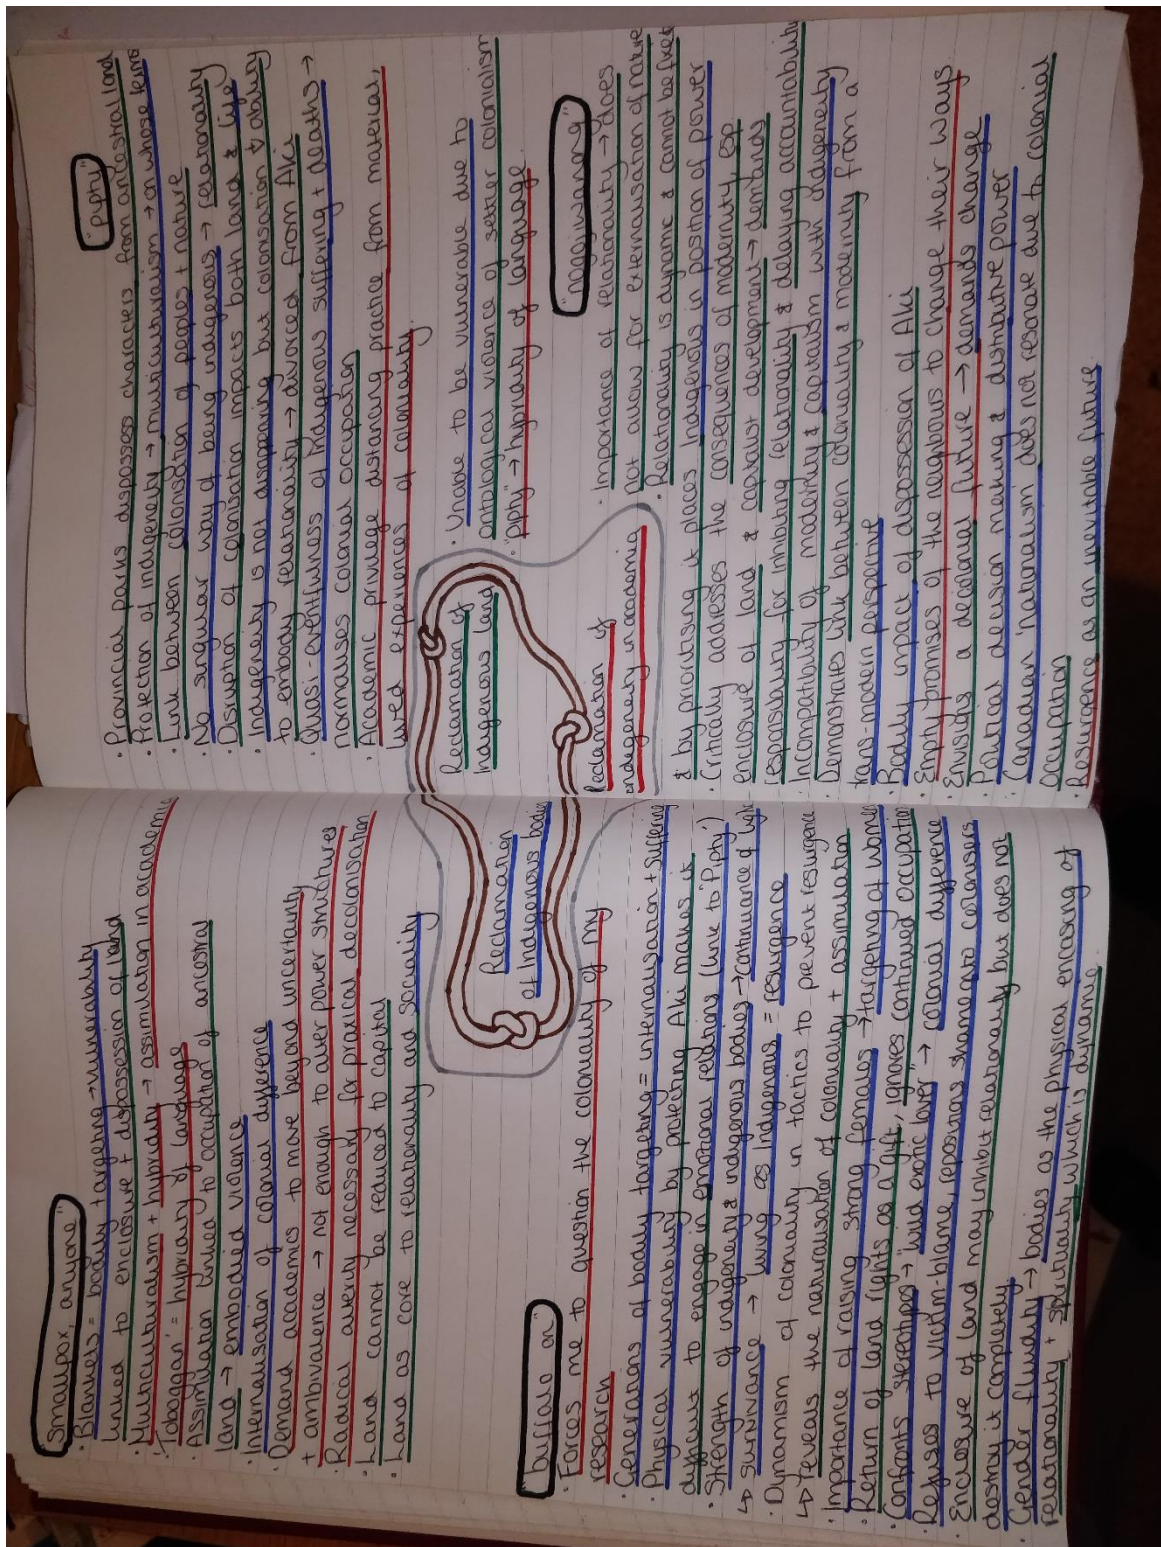 "Smallpox, anyone"
· Blankets = body targeting → vulnerability
Linked to enclosure + dispossession of land
· Multiculturalism + hybridity → assimilation in academia
· 'Toboggan' = hybridity of language
· Assimilation linked to occupation of ancestral
land → embodied violence
· Internalisation of colonial difference
· Demand academics to move beyond uncertainty
+ ambivalence → not enough to alter power structures
· Radical alterity necessary for praxical decolonisation
· Land cannot be reduced to capital
· Land as core to relationality and sociality
"buffalo on"
· Forces me to question the coloniality of my
research
· Generations of body targeting = internalisation + suffering
· Physical vulnerability by protecting Aki makes it
difficult to engage in emotional relations (link to 'Piphy')
· Strength of indigeneity & indigenous bodies → continuance & light
↳ survivance → living as Indigenous = resurgence
· Dynamism of coloniality in tactics to prevent resurgence
↳ reveals the naturalisation of coloniality + assimilation
· Importance of raising strong females → targeting of women
· Return of land rights as a gift, ignores continued occupation
· Confronts stereotypes → 'wild exotic lover' → colonial difference
· Refuses to victim-blame, repositions shame onto colonisers
· Enclosure of land may inhibit relationality but does not
destroy it completely
· Gender fluidity → bodies as the physical encasing of
relationality + spirituality which is dynamic.
Reclamation
of Indigenous bodies
Reclamation of
Indigenous land
Reclamation of
indigeneity in academia
"piphy"
· Provincial parks dispossess characters from ancestral land
· Projection of indigeneity → multiculturalism → on whose terms
· Link between colonisation of peoples + nature
· No singular way of being indigenous → relationality
· Disruption of colonisation impacts both land &
· Indigeneity is not disappearing but colonisation ability
to embody relationality → divorced from Aki
· Quasi-eventfulness of Indigenous suffering + deaths →
normalises colonial occupation
· Academic privilege distancing practice from material,
lived experiences of coloniality.
· Unable to be vulnerable due to
ontological violence of settler colonialism
· 'piphy' → hybridity of language
"nogojiwanong"
· Importance of relationality → does
not allow for externalisation of nature
· Relationality is dynamic & cannot be fixed
& by prioritising it places Indigenous in position of power
· Critically addresses the consequences of modernity eg
enclosure of land & capitalist development → demands
responsibility for inhibiting relationality & delaying accountability
· Incompatibility of modernity & capitalism with indigeneity
· Demonstrates link between coloniality & modernity from a
trans-modern perspective
· Bodily impact of dispossession of Aki
· Empty promises of the neighbours to change their ways
· Envisions a decolonial future → demands change
· Political decision making & distributive power
· Canadian 'nationalism' does not resonate due to colonial
occupation
· Resurgence as an inevitable future